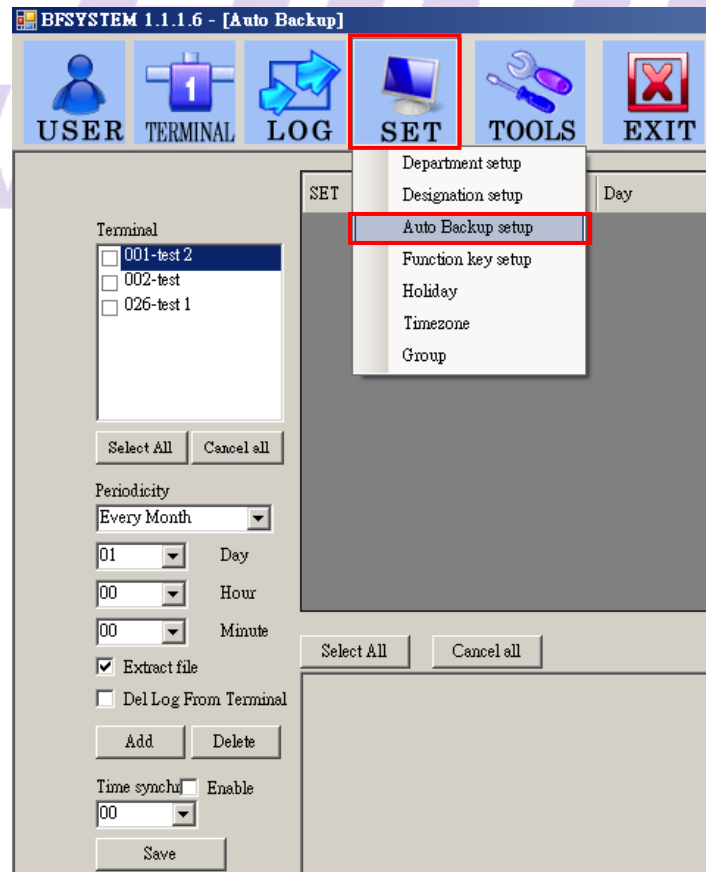 BFSYSTEM 1.1.1.6 - [Auto Backup]
1
USER TERMINAL LOG SET TOOLS EXIT
Department setup
SET Designation setup Day
Auto Backup setup
Function key setup
Holiday
Timezone
Group
Terminal
001-test 2
002-test
026-test 1
Select All Cancel all
Periodicity
Every Month
01 Day
00 Hour
00 Minute
Select All Cancel all
Extract file
Del Log From Terminal
Add Delete
Time synchr Enable
00
Save